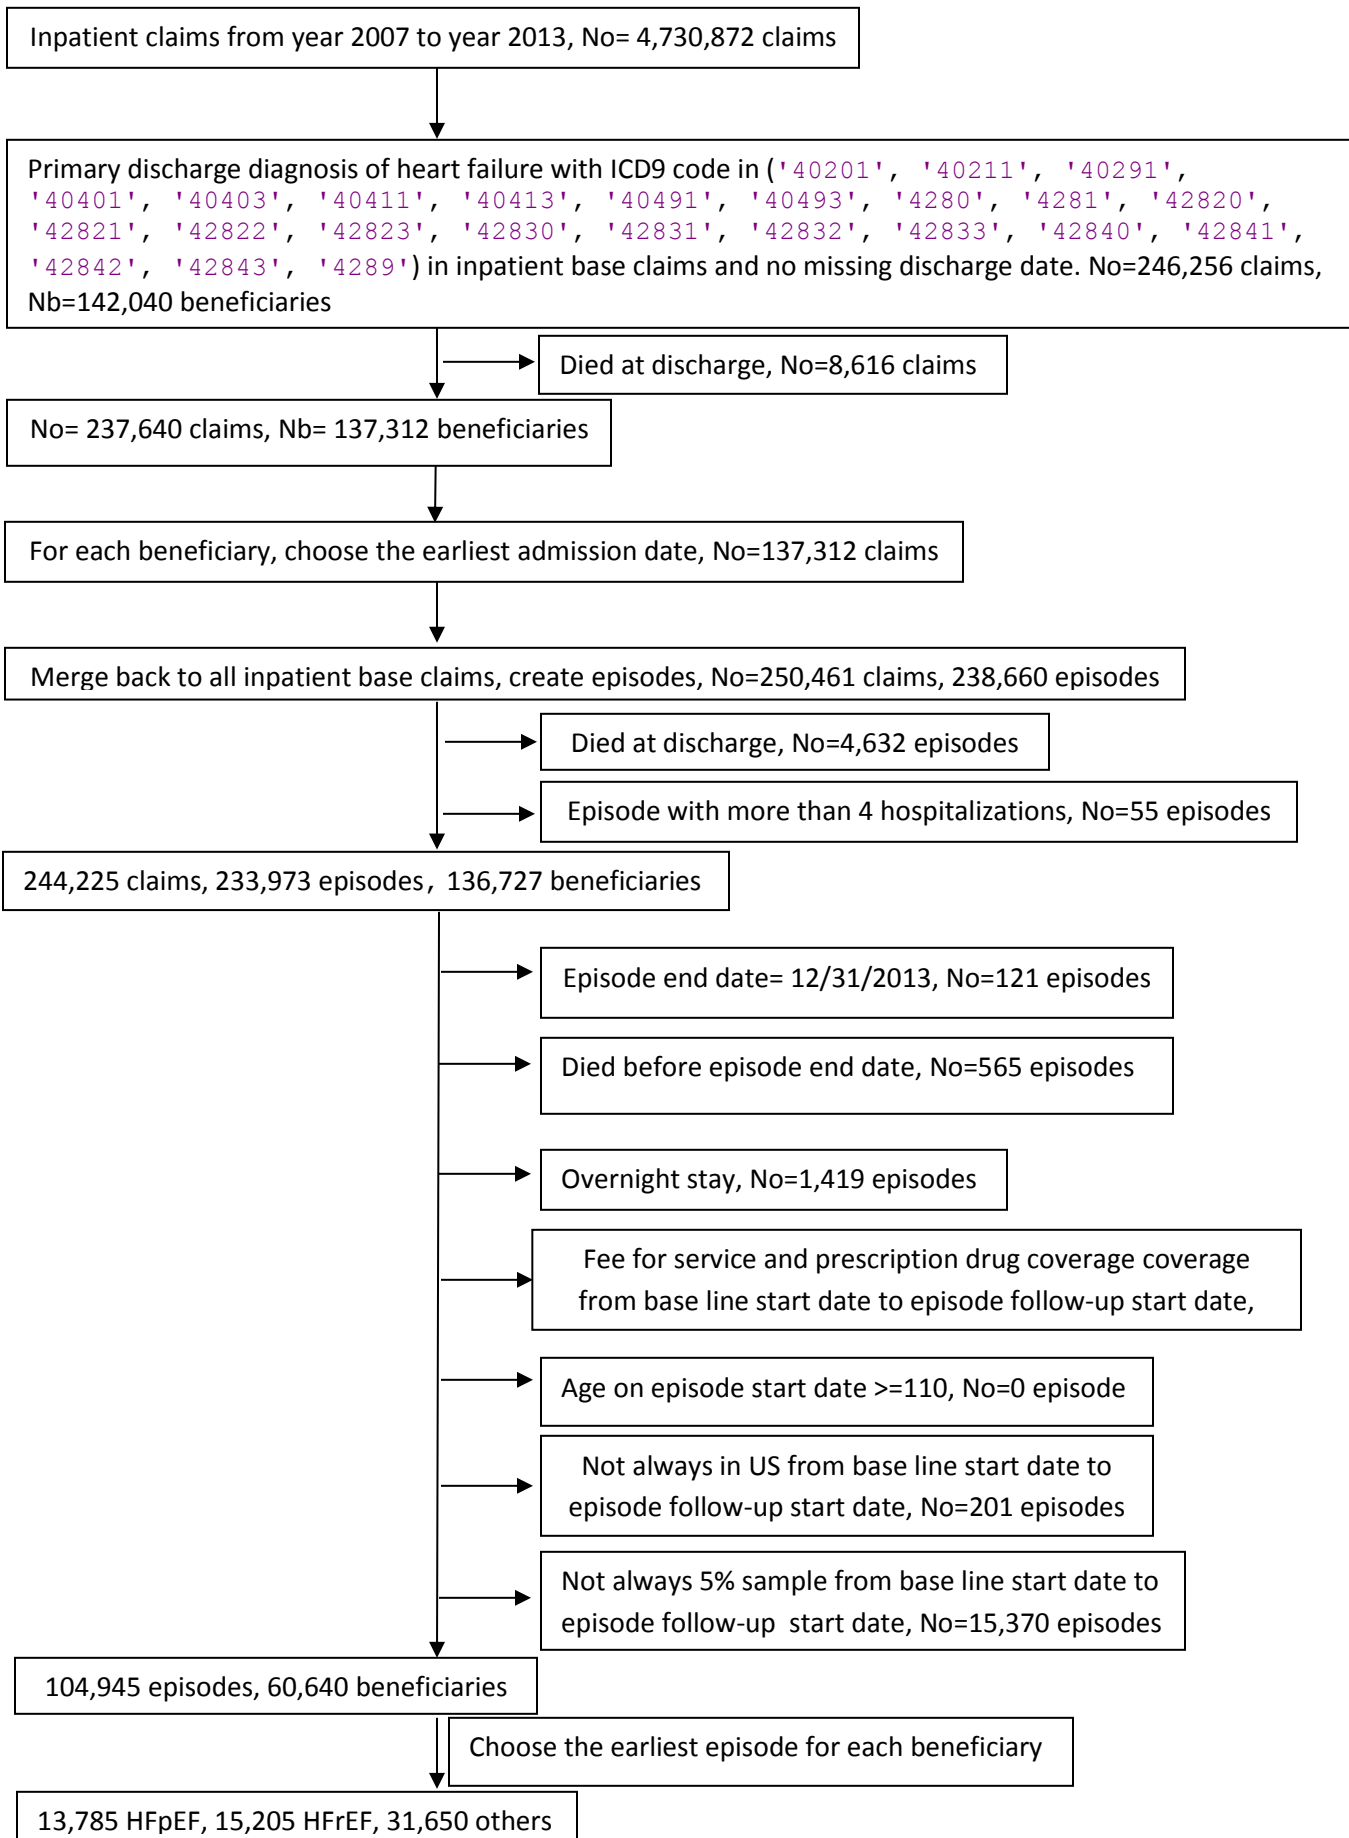 Inpatient claims from year 2007 to year 2013, No= 4,730,872 claims
Primary discharge diagnosis of heart failure with ICD9 code in ('40201', '40211', '40291',
'40401', '40403', '40411', '40413', '40491', '40493', '4280', '4281', '42820',
'42821', '42822', '42823', '42830', '42831', '42832', '42833', '42840', '42841',
'42842', '42843', '4289') in inpatient base claims and no missing discharge date. No=246,256 claims,
Nb=142,040 beneficiaries
Died at discharge, No=8,616 claims
No= 237,640 claims, Nb= 137,312 beneficiaries
For each beneficiary, choose the earliest admission date, No=137,312 claims
Merge back to all inpatient base claims, create episodes, No=250,461 claims, 238,660 episodes
Died at discharge, No=4,632 episodes
Episode with more than 4 hospitalizations, No=55 episodes
244,225 claims, 233,973 episodes, 136,727 beneficiaries
Episode end date= 12/31/2013, No=121 episodes
Died before episode end date, No=565 episodes
Overnight stay, No=1,419 episodes
Fee for service and prescription drug coverage coverage
from base line start date to episode follow-up start date,
Age on episode start date >=110, No=0 episode
Not always in US from base line start date to
episode follow-up start date, No=201 episodes
Not always 5% sample from base line start date to
episode follow-up  start date, No=15,370 episodes
104,945 episodes, 60,640 beneficiaries
Choose the earliest episode for each beneficiary
13,785 HFpEF, 15,205 HFrEF, 31,650 others